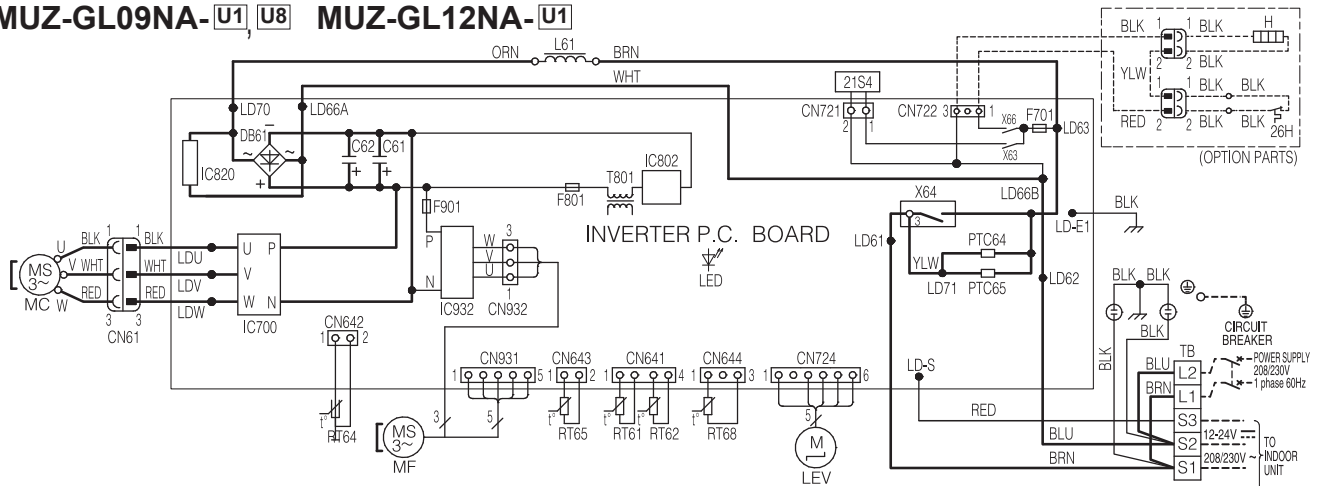 MUZ-GL09NA-U1, U8 MUZ-GL12NA-U1
ORN L61 BRN
WHT
LD70 LD66A
DB61
~ ~
− +
IC820
C62 C61
+ +
F901
F801
T801
IC802
21S4
CN721
2 1
CN722 3 1
X66
X63
F701
LD63
BLK 1 1 BLK H
2 2 BLK
YLW
1 1 BLK BLK
RED 2 2 BLK BLK 26H
(OPTION PARTS)
INVERTER P.C. BOARD
LED
X64
3
LD66B
LD61
YLW
PTC64
LD71 PTC65
LD62
LD-E1
BLK
MS
3~
MC
U BLK
V WHT
W RED
1 1
3 3
CN61
BLK LDU
WHT LDV
RED LDW
U P
V
W N
IC700
P
N
IC932
W
V
U
3
1
CN932
CN642
1 2
t°
RT64
3
MS
3~
MF
CN931
1 5
5
CN643
1 2
t°
RT65
CN641
1 4
t°
RT61 RT62
CN644
1 3
t°
RT68
CN724
1 6
5
M
LEV
LD-S
RED
BLU
BRN
BLK BLK
BLK
BLK
CIRCUIT
BREAKER
TB
BLU L2
BRN L1
S3
S2
S1
POWER SUPPLY
208/230V
1 phase 60Hz
12-24V
208/230V ~
TO
INDOOR
UNIT